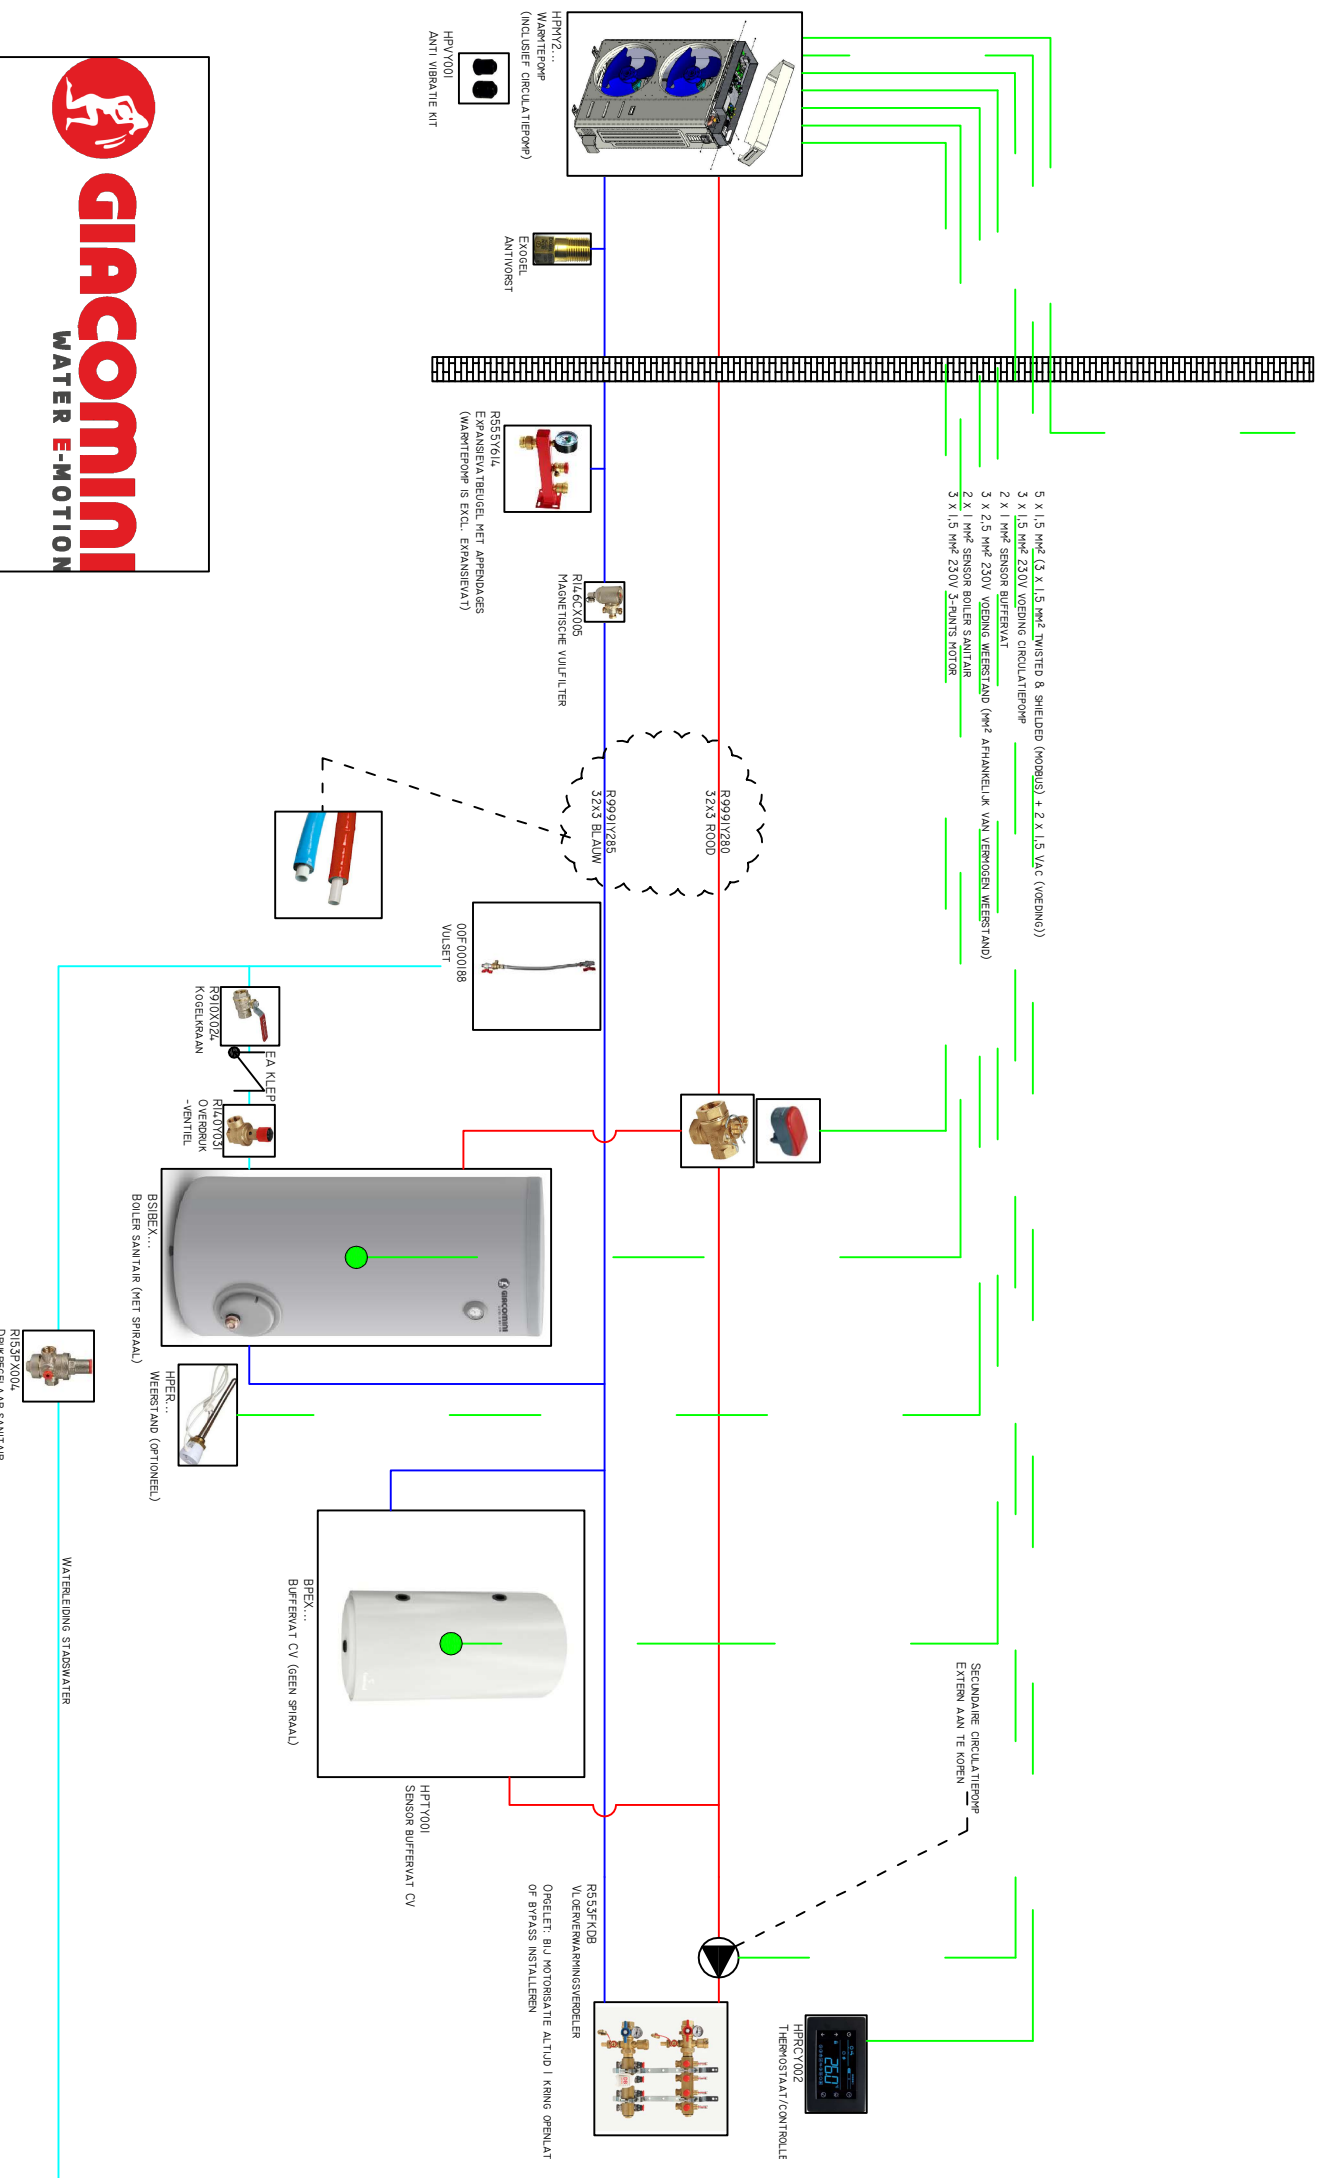 HPMY2...
WARMTEPOMP
(INCLUSIEF CIRCULATIEPOMP)
HPVY001
ANTI VIBRATIE KIT
EXOGEL
ANTIVORST
5 X 1,5 MM² (3 X 1,5 MM² TWISTED & SHIELDED (MODBUS) + 2 X 1,5 VAC (VOEDING))
3 X 1,5 MM² 230V VOEDING CIRCULATIEPOMP
2 X 1 MM² SENSOR BUFFERVAT
3 X 2,5 MM² 230V VOEDING WEERSTAND (MM² AFHANKELIJK VAN VERMOGEN WEERSTAND)
2 X 1 MM² SENSOR BOILER SANITAIR
3 X 1,5 MM² 230V 3-PUNTS MOTOR
R555Y614
EXPANSIEVATBEUGEL MET APPENDAGES
(WARMTEPOMP IS EXCL. EXPANSIEVAT)
R146CX005
MAGNETISCHE VUILFILTER
R999IY280
32X3 ROOD
R999IY285
32X3 BLAUW
00F000188
VULSET
R910X024
KOGELKRAAN
EA KLEP
R140Y031
OVERDRUK
-VENTIEL
GIACOMINI
BSIBEX...
BOILER SANITAIR (MET SPIRAAL)
HPER...
WEERSTAND (OPTIONEEL)
R153PX004
DRUKREGELAAR SANITAIR
WATERLEIDING STADSWATER
BPEX...
BUFFERVAT CV (GEEN SPIRAAL)
HPTY001
SENSOR BUFFERVAT CV
SECUNDAIRE CIRCULATIEPOMP
EXTERN AAN TE KOPEN
R553FKDB
VLOERVERWARMINGSVERDELER
OPGELET: BIJ MOTORISATIE ALTIJD 1 KRING OPENLAT
OF BYPASS INSTALLEREN
26.0
HPRCY002
THERMOSTAAT/CONTROLLE
GIACOMINI
WATER E-MOTION